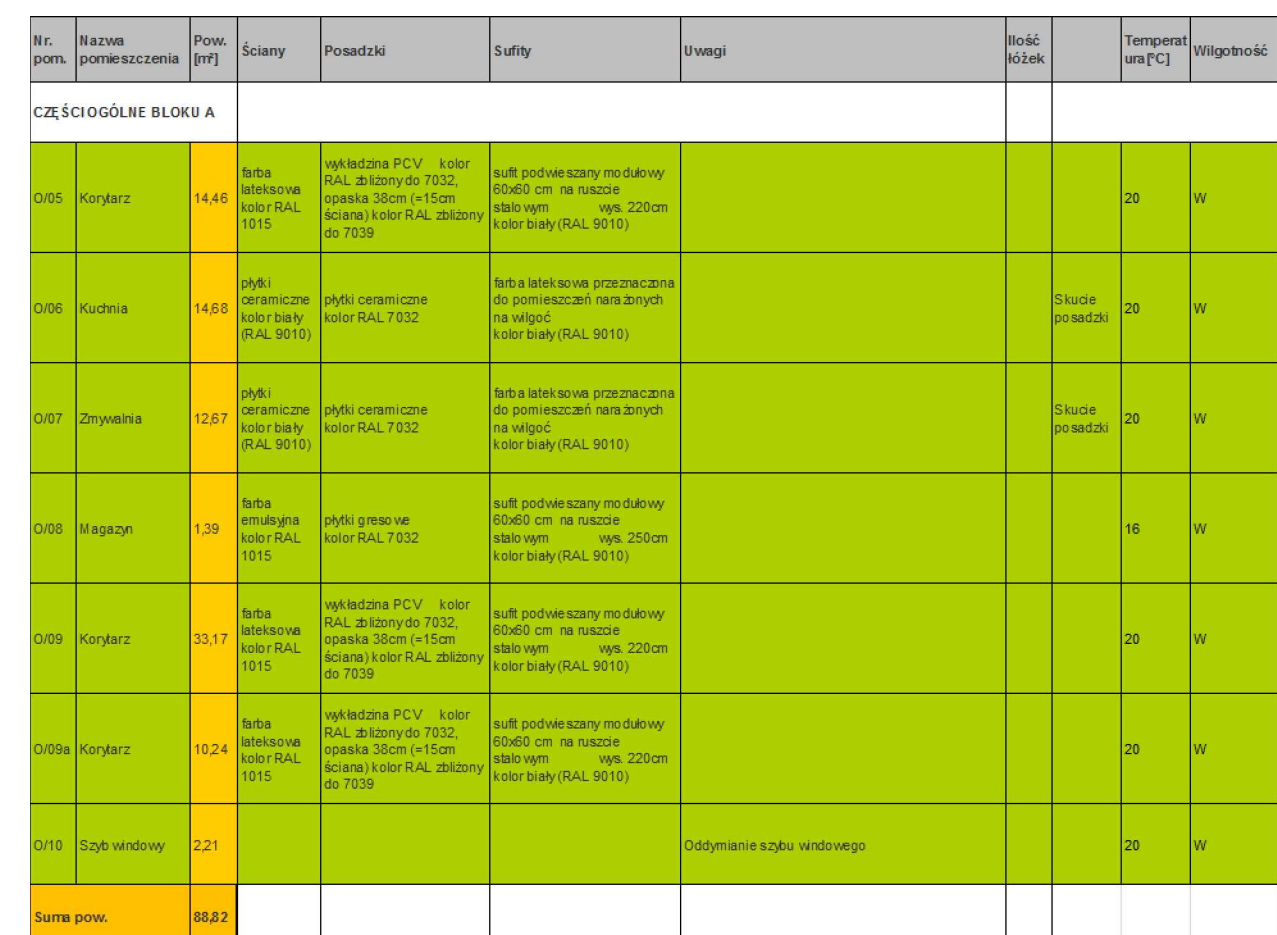 Nr. pom. Nazwa pomieszczenia Pow. [m²] Ściany Posadzki Sufity Uwagi Ilość łóżek Temperatura [°C] Wilgotność
CZĘŚCI OGÓLNE BLOKU A
O/05 Korytarz 14,46
farba
lateksowa
kolor RAL
1015
wykładzina PCV kolor
RAL zbliżony do 7032,
opaska 38cm (=15cm
ściana) kolor RAL zbliżony
do 7039
sufit podwieszany modułowy
60x60 cm na ruszcie
stalowym wys. 220cm
kolor biały (RAL 9010)
20 W
O/06 Kuchnia 14,68
płytki
ceramiczne
kolor biały
(RAL 9010)
płytki ceramiczne
kolor RAL 7032
farba lateksowa przeznaczona
do pomieszczeń narażonych
na wilgoć
kolor biały (RAL 9010)
Skucie
posadzki
20 W
O/07 Zmywalnia 12,67
płytki
ceramiczne
kolor biały
(RAL 9010)
płytki ceramiczne
kolor RAL 7032
farba lateksowa przeznaczona
do pomieszczeń narażonych
na wilgoć
kolor biały (RAL 9010)
Skucie
posadzki
20 W
O/08 Magazyn 1,39
farba
emulsyjna
kolor RAL
1015
płytki gresowe
kolor RAL 7032
sufit podwieszany modułowy
60x60 cm na ruszcie
stalowym wys. 250cm
kolor biały (RAL 9010)
16 W
O/09 Korytarz 33,17
farba
lateksowa
kolor RAL
1015
wykładzina PCV kolor
RAL zbliżony do 7032,
opaska 38cm (=15cm
ściana) kolor RAL zbliżony
do 7039
sufit podwieszany modułowy
60x60 cm na ruszcie
stalowym wys. 220cm
kolor biały (RAL 9010)
20 W
O/09a Korytarz 10,24
farba
lateksowa
kolor RAL
1015
wykładzina PCV kolor
RAL zbliżony do 7032,
opaska 38cm (=15cm
ściana) kolor RAL zbliżony
do 7039
sufit podwieszany modułowy
60x60 cm na ruszcie
stalowym wys. 220cm
kolor biały (RAL 9010)
20 W
O/10 Szyb windowy 2,21 Oddymianie szybu windowego 20 W
Suma pow. 88,82